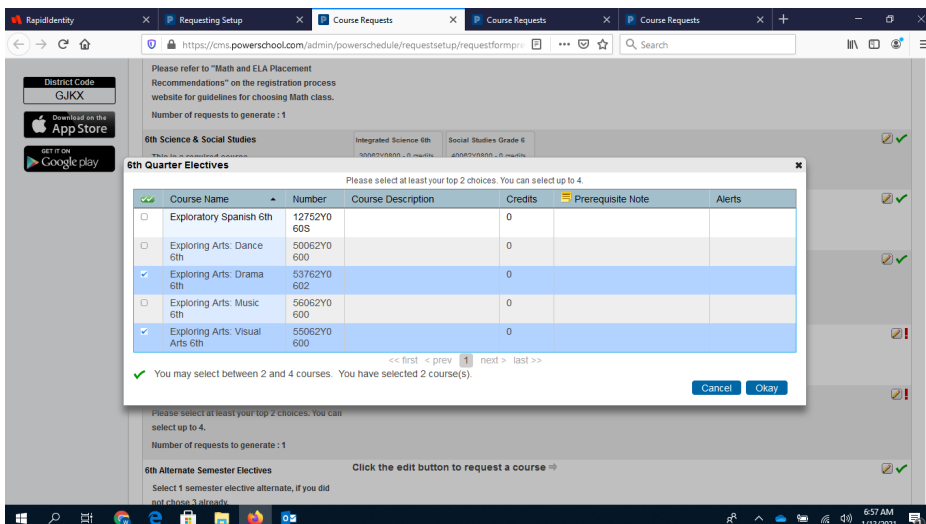 RapidIdentity
Requesting Setup
Course Requests
Course Requests
Course Requests
https://cms.powerschool.com/admin/powerschedule/requestsetup/requestformpre
Search
District Code
GJKX
Download on the
App Store
GET IT ON
Google play
Please refer to "Math and ELA Placement
Recommendations" on the registration process
website for guidelines for choosing Math class.
Number of requests to generate : 1
6th Science & Social Studies
Integrated Science 6th
Social Studies Grade 6
This is a required course
30062Y0800 - 0 credits
40082Y0800 - 0 credits
6th Quarter Electives
Please select at least your top 2 choices. You can select up to 4.
Course Name Number Course Description Credits Prerequisite Note Alerts
Exploratory Spanish 6th 12752Y0 0
60S
Exploring Arts: Dance 50062Y0 0
6th 600
Exploring Arts: Drama 53762Y0 0
6th 602
Exploring Arts: Music 56062Y0 0
6th 600
Exploring Arts: Visual 55062Y0 0
Arts 6th 600
<< first < prev 1 next > last >>
You may select between 2 and 4 courses. You have selected 2 course(s).
Cancel Okay
Please select at least your top 2 choices. You can
select up to 4.
Number of requests to generate : 1
6th Alternate Semester Electives
Click the edit button to request a course ⇨
Select 1 semester elective alternate, if you did
not chose 3 already.
6:57 AM